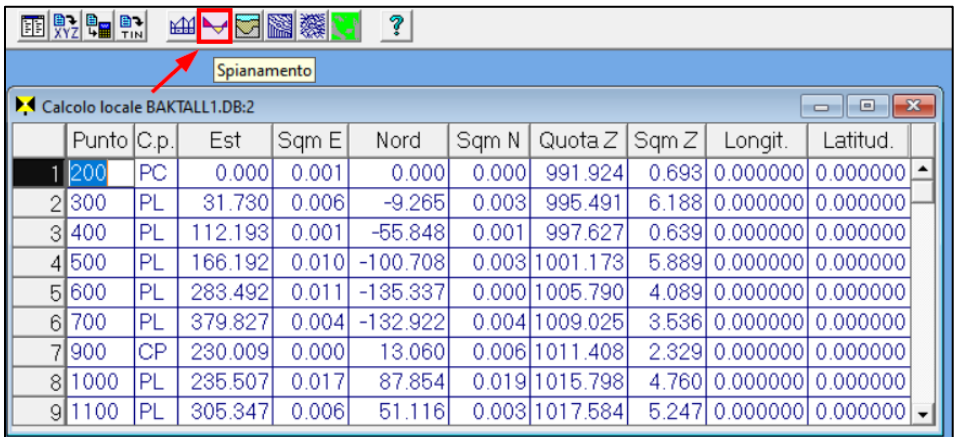 XYZ TIN ?
Spianamento
Calcolo locale BAKTALL1.DB:2
Punto C.p. Est Sqm E Nord Sqm N Quota Z Sqm Z Longit. Latitud.
1 200 PC 0.000 0.001 0.000 0.000 991.924 0.693 0.000000 0.000000
2 300 PL 31.730 0.006 -9.265 0.003 995.491 6.188 0.000000 0.000000
3 400 PL 112.193 0.001 -55.848 0.001 997.627 0.639 0.000000 0.000000
4 500 PL 166.192 0.010 -100.708 0.003 1001.173 5.889 0.000000 0.000000
5 600 PL 283.492 0.011 -135.337 0.000 1005.790 4.089 0.000000 0.000000
6 700 PL 379.827 0.004 -132.922 0.004 1009.025 3.536 0.000000 0.000000
7 900 CP 230.009 0.000 13.060 0.006 1011.408 2.329 0.000000 0.000000
8 1000 PL 235.507 0.017 87.854 0.019 1015.798 4.760 0.000000 0.000000
9 1100 PL 305.347 0.006 51.116 0.003 1017.584 5.247 0.000000 0.000000